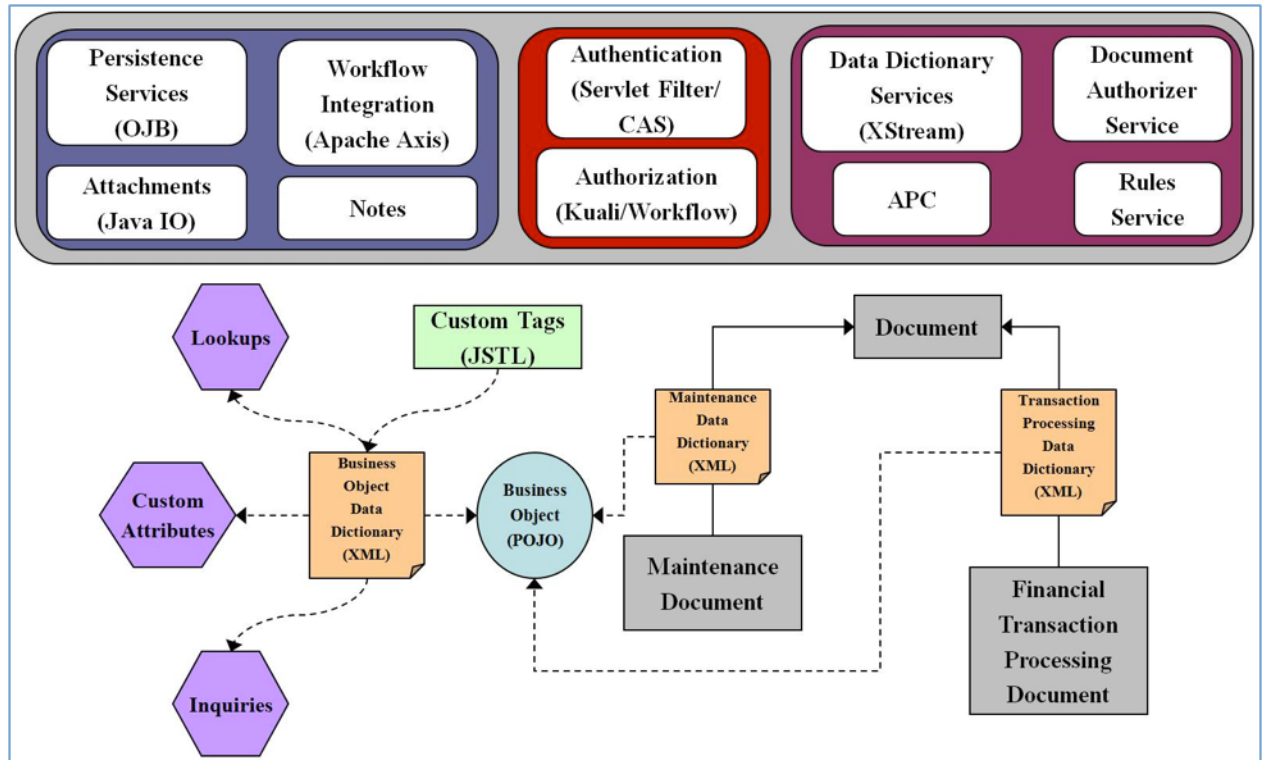 Persistence
Services
(OJB)
Workflow
Integration
(Apache Axis)
Attachments
(Java IO)
Notes
Authentication
(Servlet Filter/
CAS)
Authorization
(Kuali/Workflow)
Data Dictionary
Services
(XStream)
Document
Authorizer
Service
APC
Rules
Service
Lookups
Custom Tags
(JSTL)
Document
Maintenance
Data
Dictionary
(XML)
Transaction
Processing
Data
Dictionary
(XML)
Custom
Attributes
Business
Object
Data
Dictionary
(XML)
Business
Object
(POJO)
Maintenance
Document
Financial
Transaction
Processing
Document
Inquiries